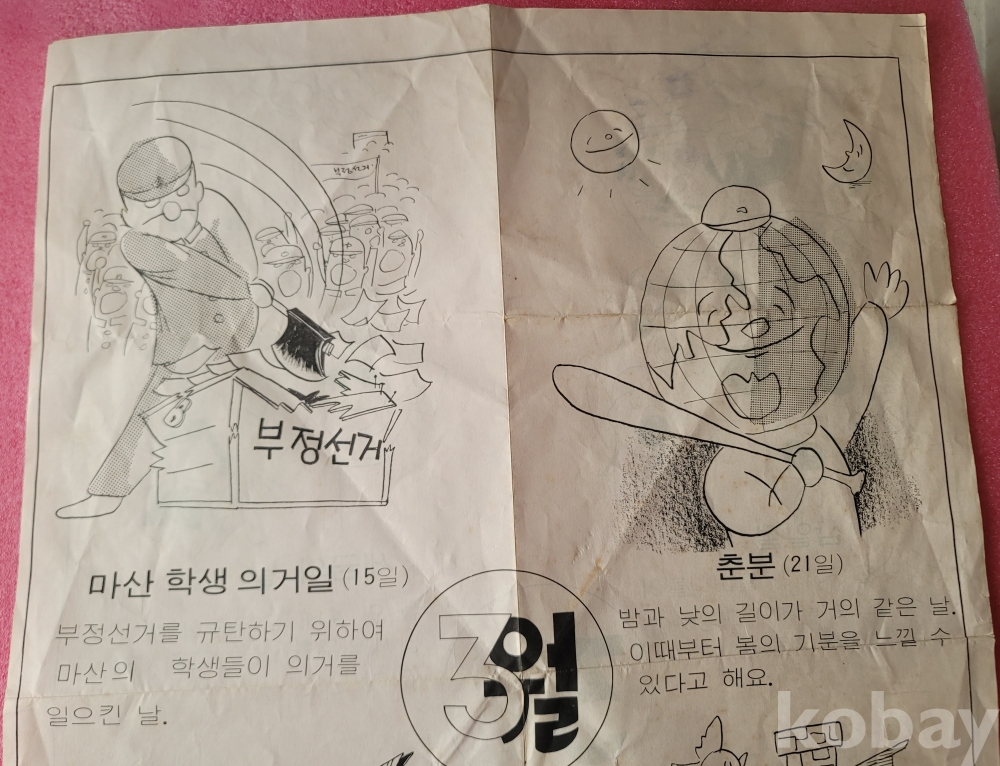 부정선거
부정선거
마산 학생 의거일 (15일)
부정선거를 규탄하기 위하여
마산의 학생들이 의거를
일으킨 날.
3월
춘분 (21일)
밤과 낮의 길이가 거의 같은 날.
이때부터 봄의 기분을 느낄 수
있다고 해요.
kobay